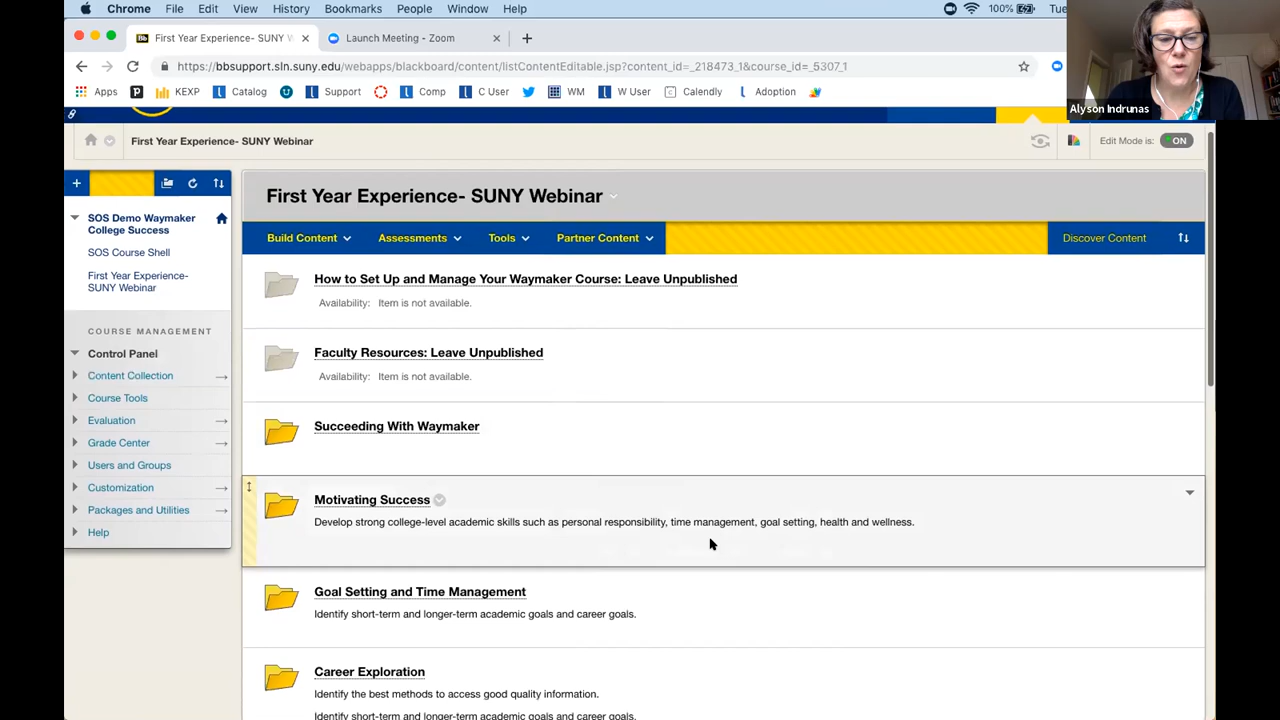 Chrome File Edit View History Bookmarks People Window Help 100% Tue
First Year Experience- SUNY W Launch Meeting - Zoom
https://bbsupport.sln.suny.edu/webapps/blackboard/content/listContentEditable.jsp?content_id=_218473_1&course_id=_5307_1
Apps KEXP Catalog Support Comp C User WM W User Calendly Adoption
Alyson Indrunas
First Year Experience- SUNY Webinar
Edit Mode is: ON
SOS Demo Waymaker
College Success
SOS Course Shell
First Year Experience-
SUNY Webinar
COURSE MANAGEMENT
Control Panel
Content Collection
Course Tools
Evaluation
Grade Center
Users and Groups
Customization
Packages and Utilities
Help
First Year Experience- SUNY Webinar
Build Content Assessments Tools Partner Content Discover Content
How to Set Up and Manage Your Waymaker Course: Leave Unpublished
Availability: Item is not available.
Faculty Resources: Leave Unpublished
Availability: Item is not available.
Succeeding With Waymaker
Motivating Success
Develop strong college-level academic skills such as personal responsibility, time management, goal setting, health and wellness.
Goal Setting and Time Management
Identify short-term and longer-term academic goals and career goals.
Career Exploration
Identify the best methods to access good quality information.
Identify short-term and longer-term academic goals and career goals.